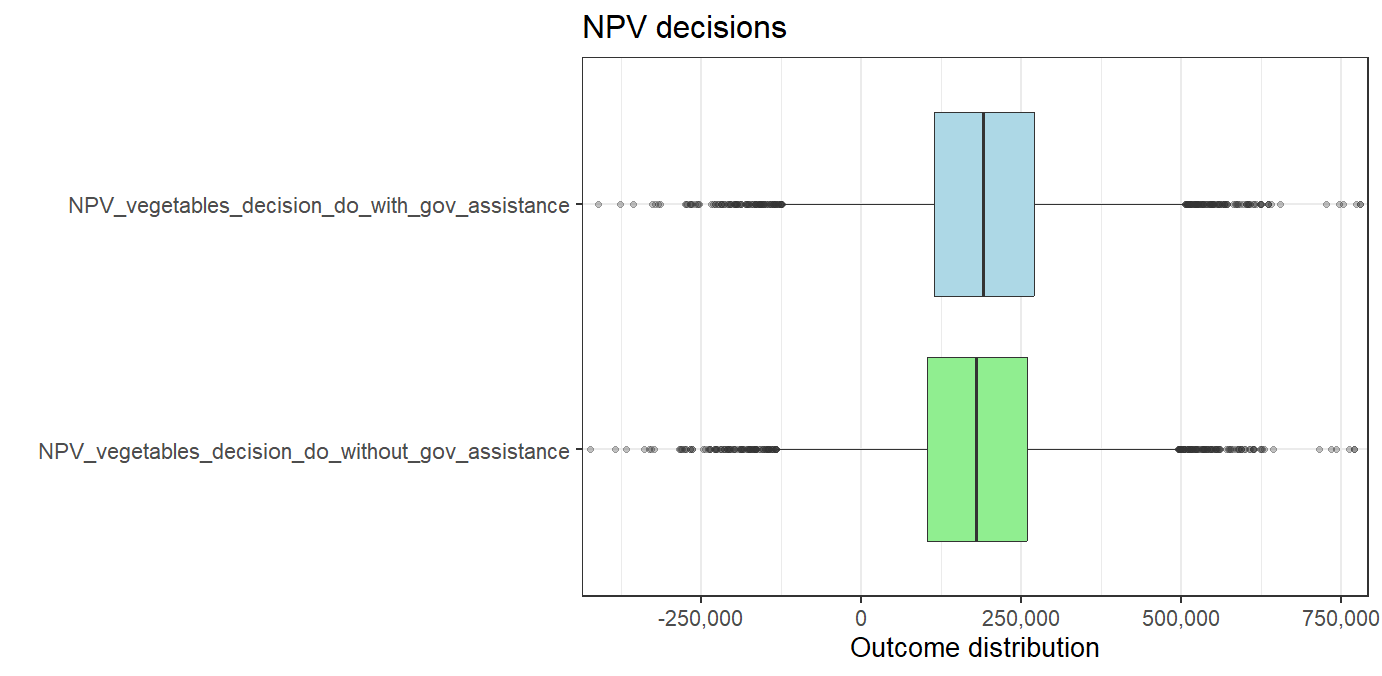 NPV decisions
NPV_vegetables_decision_do_with_gov_assistance
NPV_vegetables_decision_do_without_gov_assistance
-250,000
0
250,000
500,000
750,000
Outcome distribution